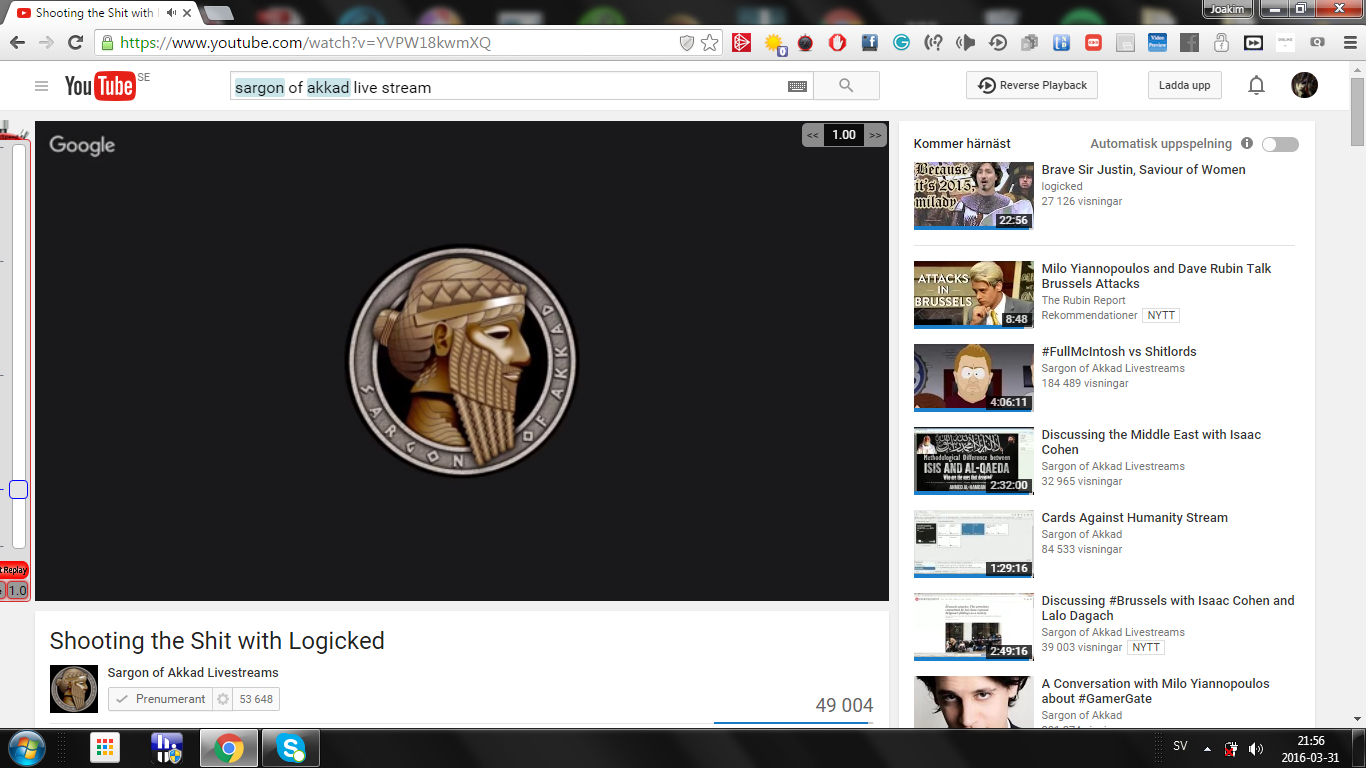 Shooting the Shit with
Joakim
https://www.youtube.com/watch?v=YVPW18kwmXQ
0
YouTube SE
sargon of akkad live stream
Reverse Playback
Ladda upp
Google
<< 1.00 >>
SARGON OF AKKAD
t Replay
1.0
Shooting the Shit with Logicked
Sargon of Akkad Livestreams
Prenumerant 53 648
49 004
Kommer härnäst
Automatisk uppspelning
Because
it's 2015,
milady
22:56
Brave Sir Justin, Saviour of Women
logicked
27 126 visningar
ATTACKS
IN
BRUSSELS
8:48
Milo Yiannopoulos and Dave Rubin Talk
Brussels Attacks
The Rubin Report
Rekommendationer NYTT
4:06:11
#FullMcIntosh vs Shitlords
Sargon of Akkad Livestreams
184 489 visningar
Methodological Difference between
ISIS AND AL-QAEDA
2:32:00
Discussing the Middle East with Isaac
Cohen
Sargon of Akkad Livestreams
32 965 visningar
1:29:16
Cards Against Humanity Stream
Sargon of Akkad
84 533 visningar
2:49:16
Discussing #Brussels with Isaac Cohen and
Lalo Dagach
Sargon of Akkad Livestreams
39 003 visningar NYTT
A Conversation with Milo Yiannopoulos
about #GamerGate
Sargon of Akkad
SV
21:56
2016-03-31